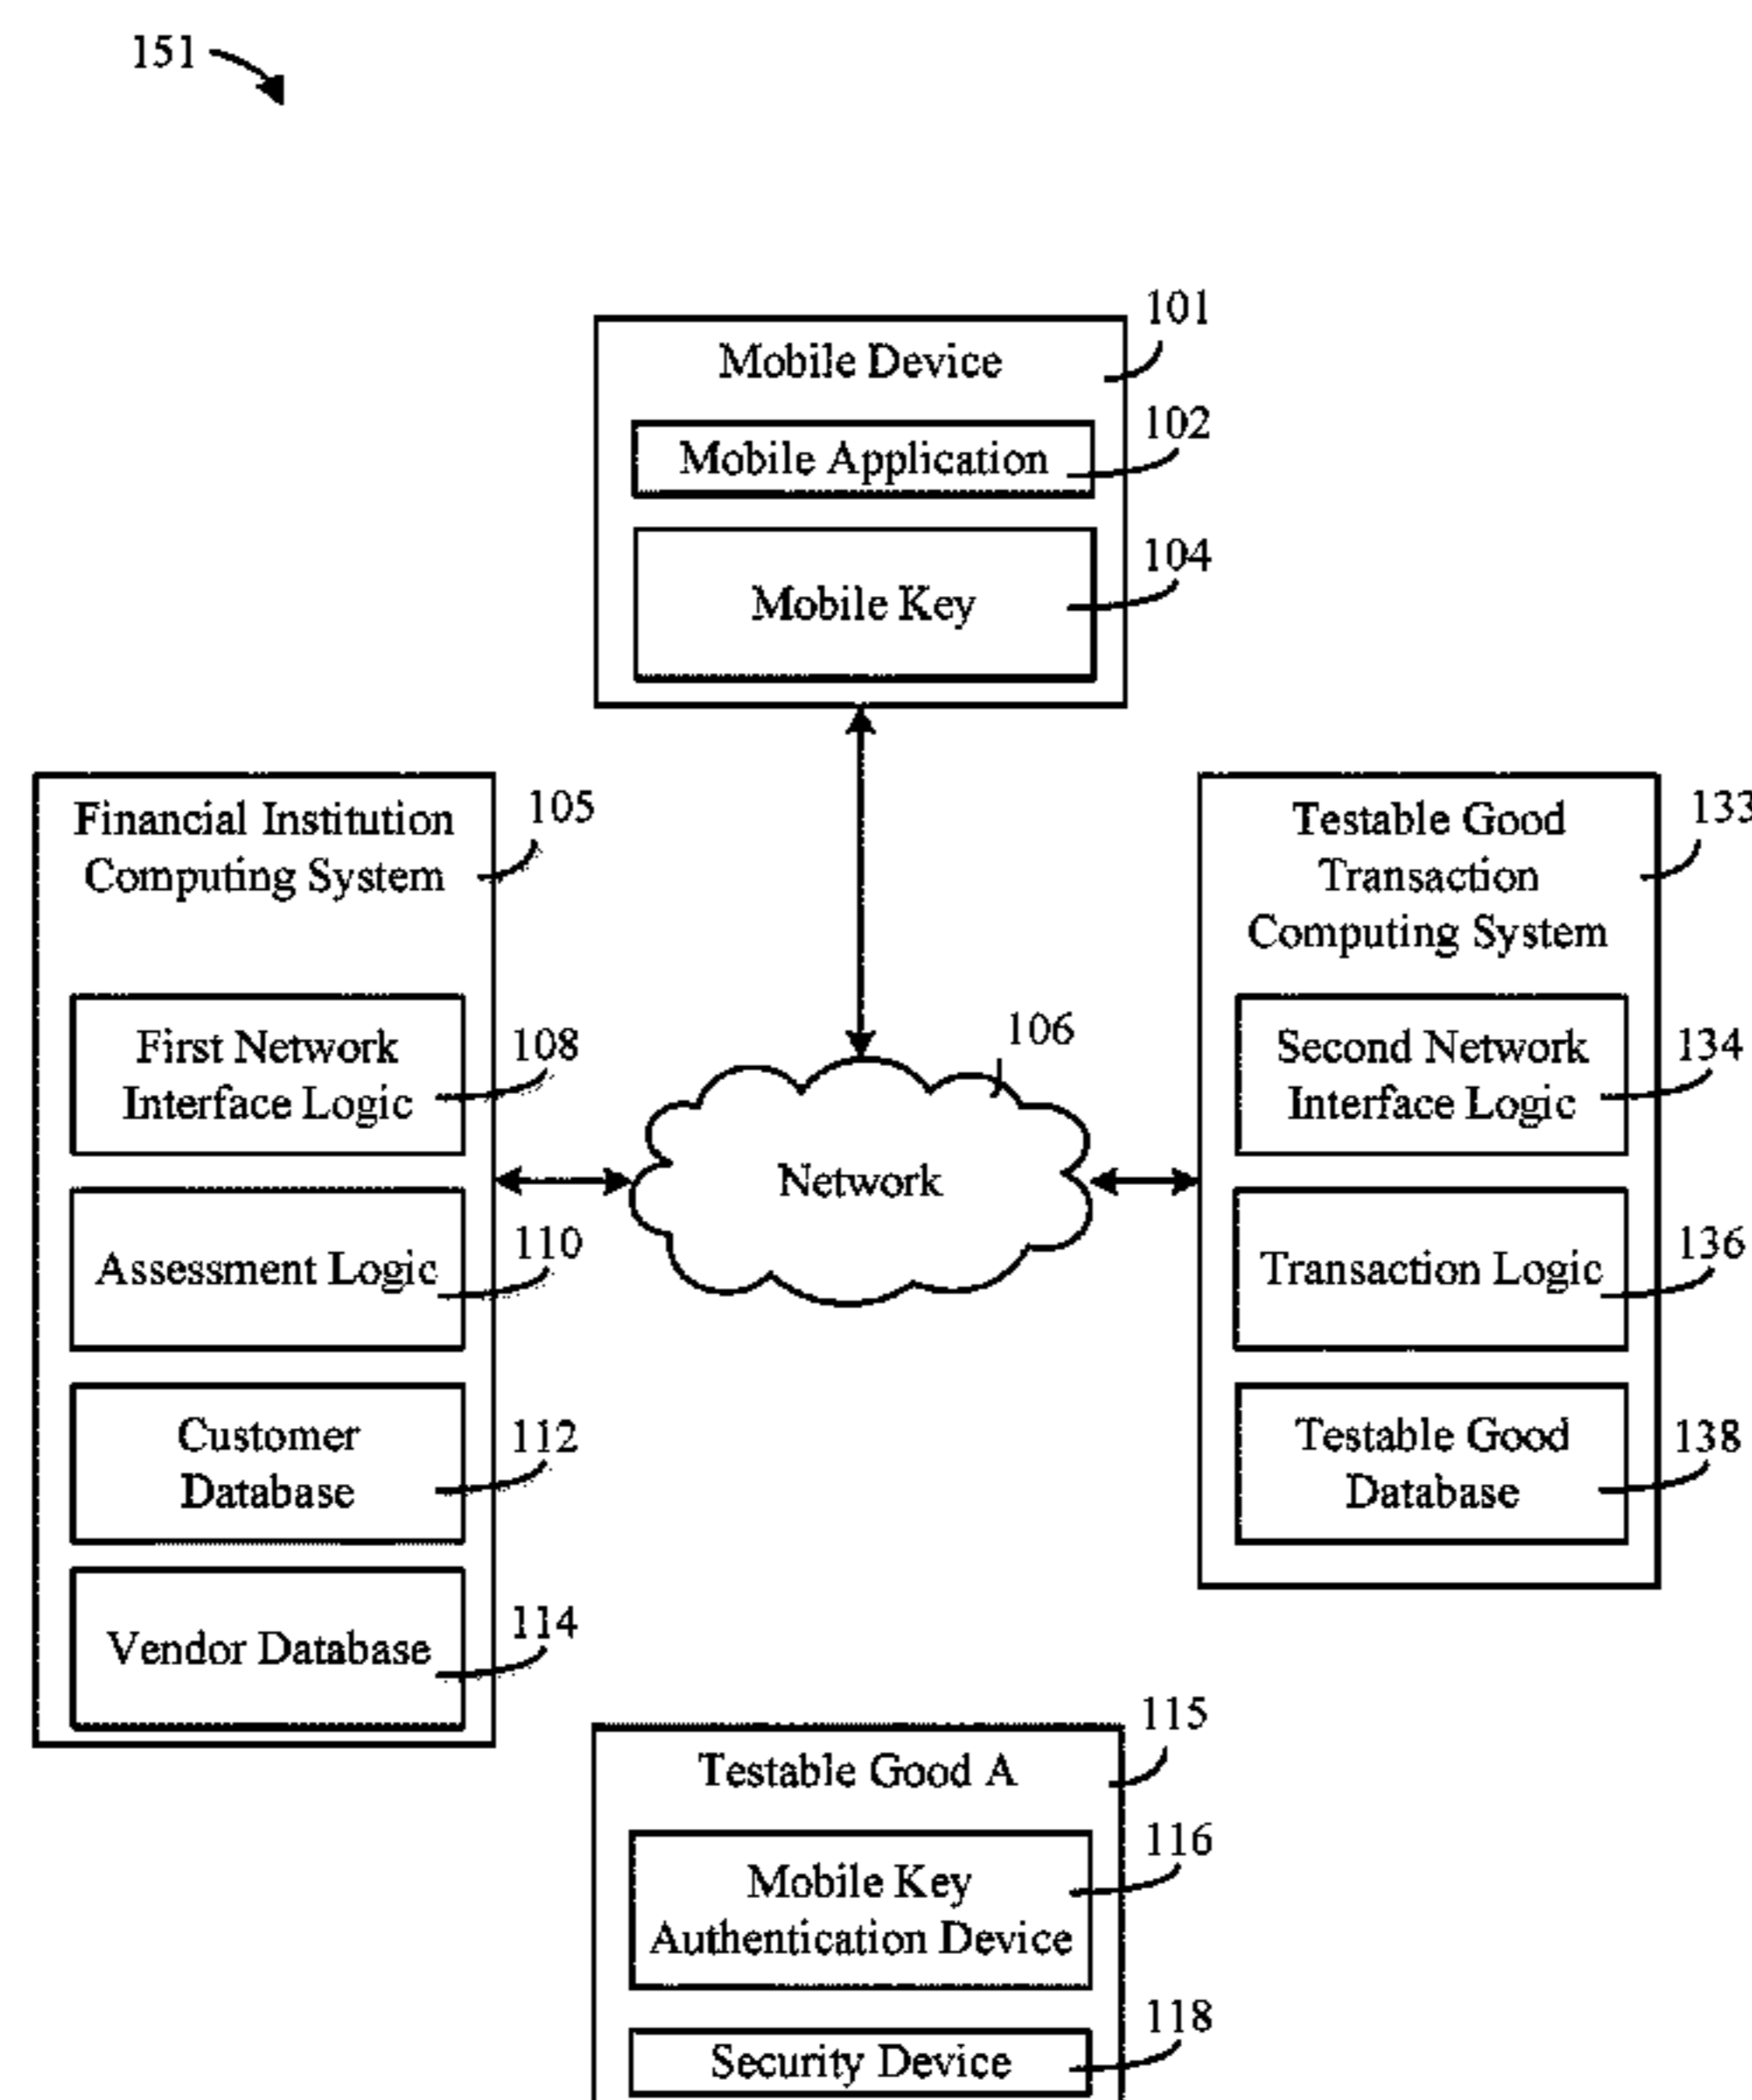 151
101
Mobile Device
102
Mobile Application
104
Mobile Key
105
Financial Institution
Computing System
108
First Network
Interface Logic
110
Assessment Logic
112
Customer
Database
114
Vendor Database
106
Network
133
Testable Good
Transaction
Computing System
134
Second Network
Interface Logic
136
Transaction Logic
138
Testable Good
Database
115
Testable Good A
116
Mobile Key
Authentication Device
118
Security Device